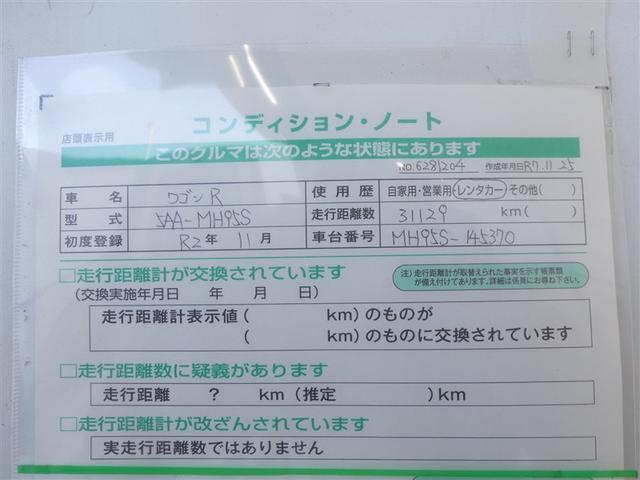 店頭表示用
コンディション・ノート
このクルマは次のような状態にあります
NO.6281204 作成年月日R7.11.25
車名 ワゴンR 使用歴 自家用・営業用・レンタカー・その他( )
型式 5AA-MH95S 走行距離数 31129 km( )
初度登録 R2年 11月 車台番号 MH95S-145370
□走行距離計が交換されています
(交換実施年月日 年 月 日)
注)走行距離計が取替えられた事実を示す帳票類
が備え付けてあります。詳細は係員にお尋ね下さい。
走行距離計表示値( km)のものが
( km)のものに交換されています
□走行距離数に疑義があります
走行距離 ? km(推定 )km
□走行距離計が改ざんされています
実走行距離数ではありません